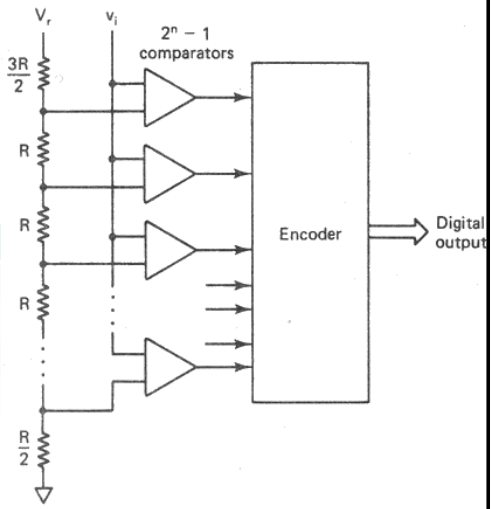 Vr
vi
2ⁿ − 1
comparators
3R/2
R
R
R
Encoder
Digital
output
R/2